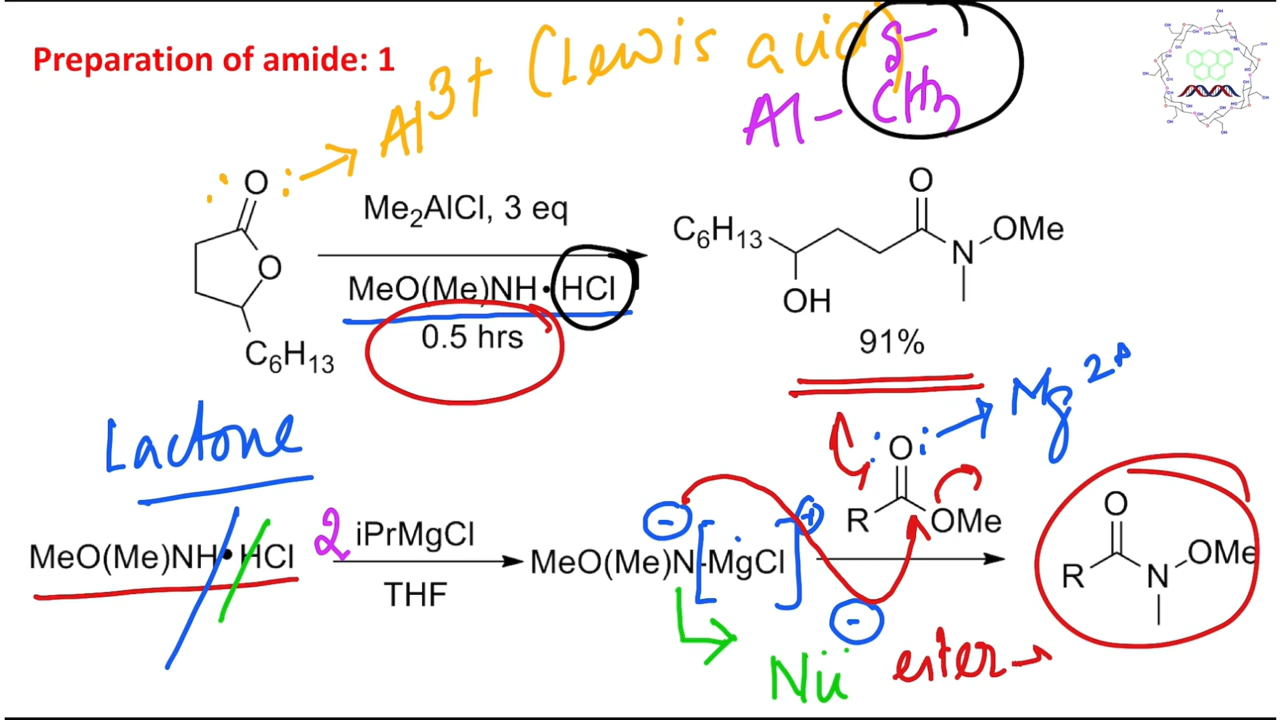 Preparation of amide: 1
Al3+ (Lewis acid)
δ-
Al-CH3
O
Me2AlCl, 3 eq
MeO(Me)NH•HCl
0.5 hrs
O
C6H13
O
C6H13
OH
N
OMe
91%
Lactone
Mg2+
MeO(Me)NH•HCl
2 iPrMgCl
THF
MeO(Me)N-MgCl
O
R
OMe
Nü
ester
O
R
N
OMe